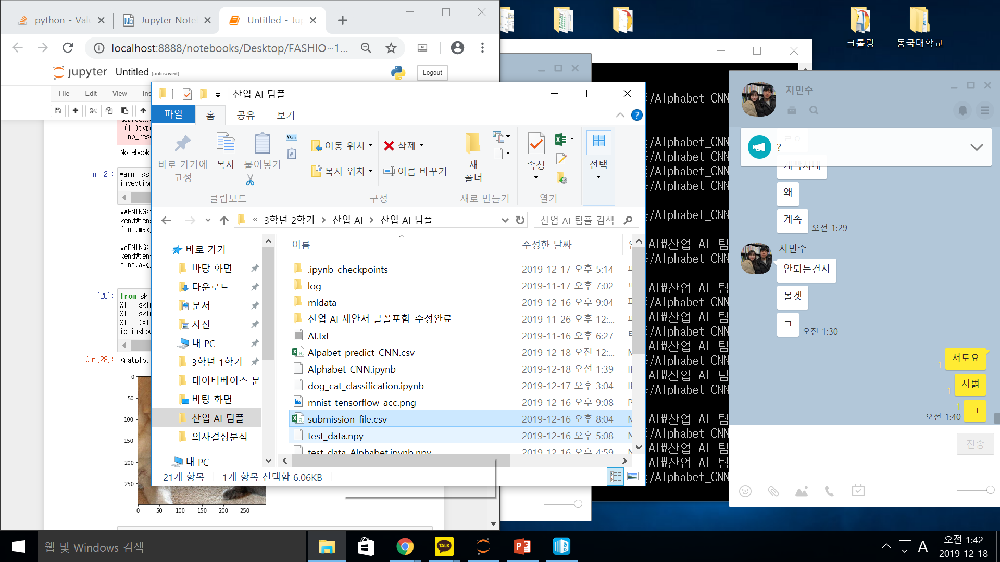 python - Valu
Jupyter Note
Untitled - Ju
localhost:8888/notebooks/Desktop/FASHIO~1...
jupyter
Untitled (autosaved)
Logout
File
Edit
View
Ins
'(1,)type
np_reso
Notebook
In [2]:
warnings.
inception
WARNING:t
kend\tens
f.nn.max_
WARNING:t
kend\tens
f.nn.avg_
In [28]:
from ski
Xi = skim
Xi = skim
Xi = (Xi
io.imshow
Out[28]:
<matplot
0
50
100
150
200
250
0
50
100
150
200
250
산업 AI 팀플
파일
홈
공유
보기
바로 가기에 고정
복사
붙여넣기
클립보드
이동 위치
복사 위치
삭제
이름 바꾸기
구성
새 폴더
새로 만들기
속성
열기
선택
« 3학년 2학기 > 산업 AI > 산업 AI 팀플
산업 AI 팀플 검색
바로 가기
바탕 화면
다운로드
문서
사진
내 PC
3학년 1학기
데이터베이스 분
바탕 화면
산업 AI 팀플
의사결정분석
내 PC
이름
수정한 날짜
.ipynb_checkpoints 2019-12-17 오후 5:14
log 2019-11-17 오후 7:02
mldata 2019-12-16 오후 9:04
산업 AI 제안서 글꼴포함_수정완료 2019-11-26 오후 12:...
AI.txt 2019-11-16 오후 6:27
Alpabet_predict_CNN.csv 2019-12-18 오전 12:...
Alphabet_CNN.ipynb 2019-12-18 오전 1:39
dog_cat_classification.ipynb 2019-12-17 오후 3:04
mnist_tensorflow_acc.png 2019-12-16 오후 9:08
submission_file.csv 2019-12-16 오후 8:04
test_data.npy 2019-12-16 오후 5:08
test_data_Alphabet.ipynb.npy 2019-12-16 오후 4:59
21개 항목
1개 항목 선택함 6.06KB
크롤링
동국대학교
/Alphabet_CNN
/Alphabet_CNN
/Alphabet_CNN
/Alphabet_CNN
/Alphabet_CNN
/Alphabet_CNN
AI₩산업 AI 팀
/Alphabet_CNN
AI₩산업 AI 팀
/Alphabet_CNN
AI₩산업 AI 팀
/Alphabet_CNN
AI₩산업 AI 팀
/Alphabet_CNN
AI₩산업 AI 팀
/Alphabet_CNN
AI₩산업 AI 팀
/Alphabet_CNN
AI₩산업 AI 팀
AI₩산업 AI 팀
/Alphabet_CNN
지민수
?
왜
계속
오전 1:29
지민수
안되는건지
몰겟
ㄱ
오전 1:30
1 저도요
1 시벍
1
오전 1:40 ㄱ
전송
웹 및 Windows 검색
TALK
A
오전 1:42
2019-12-18